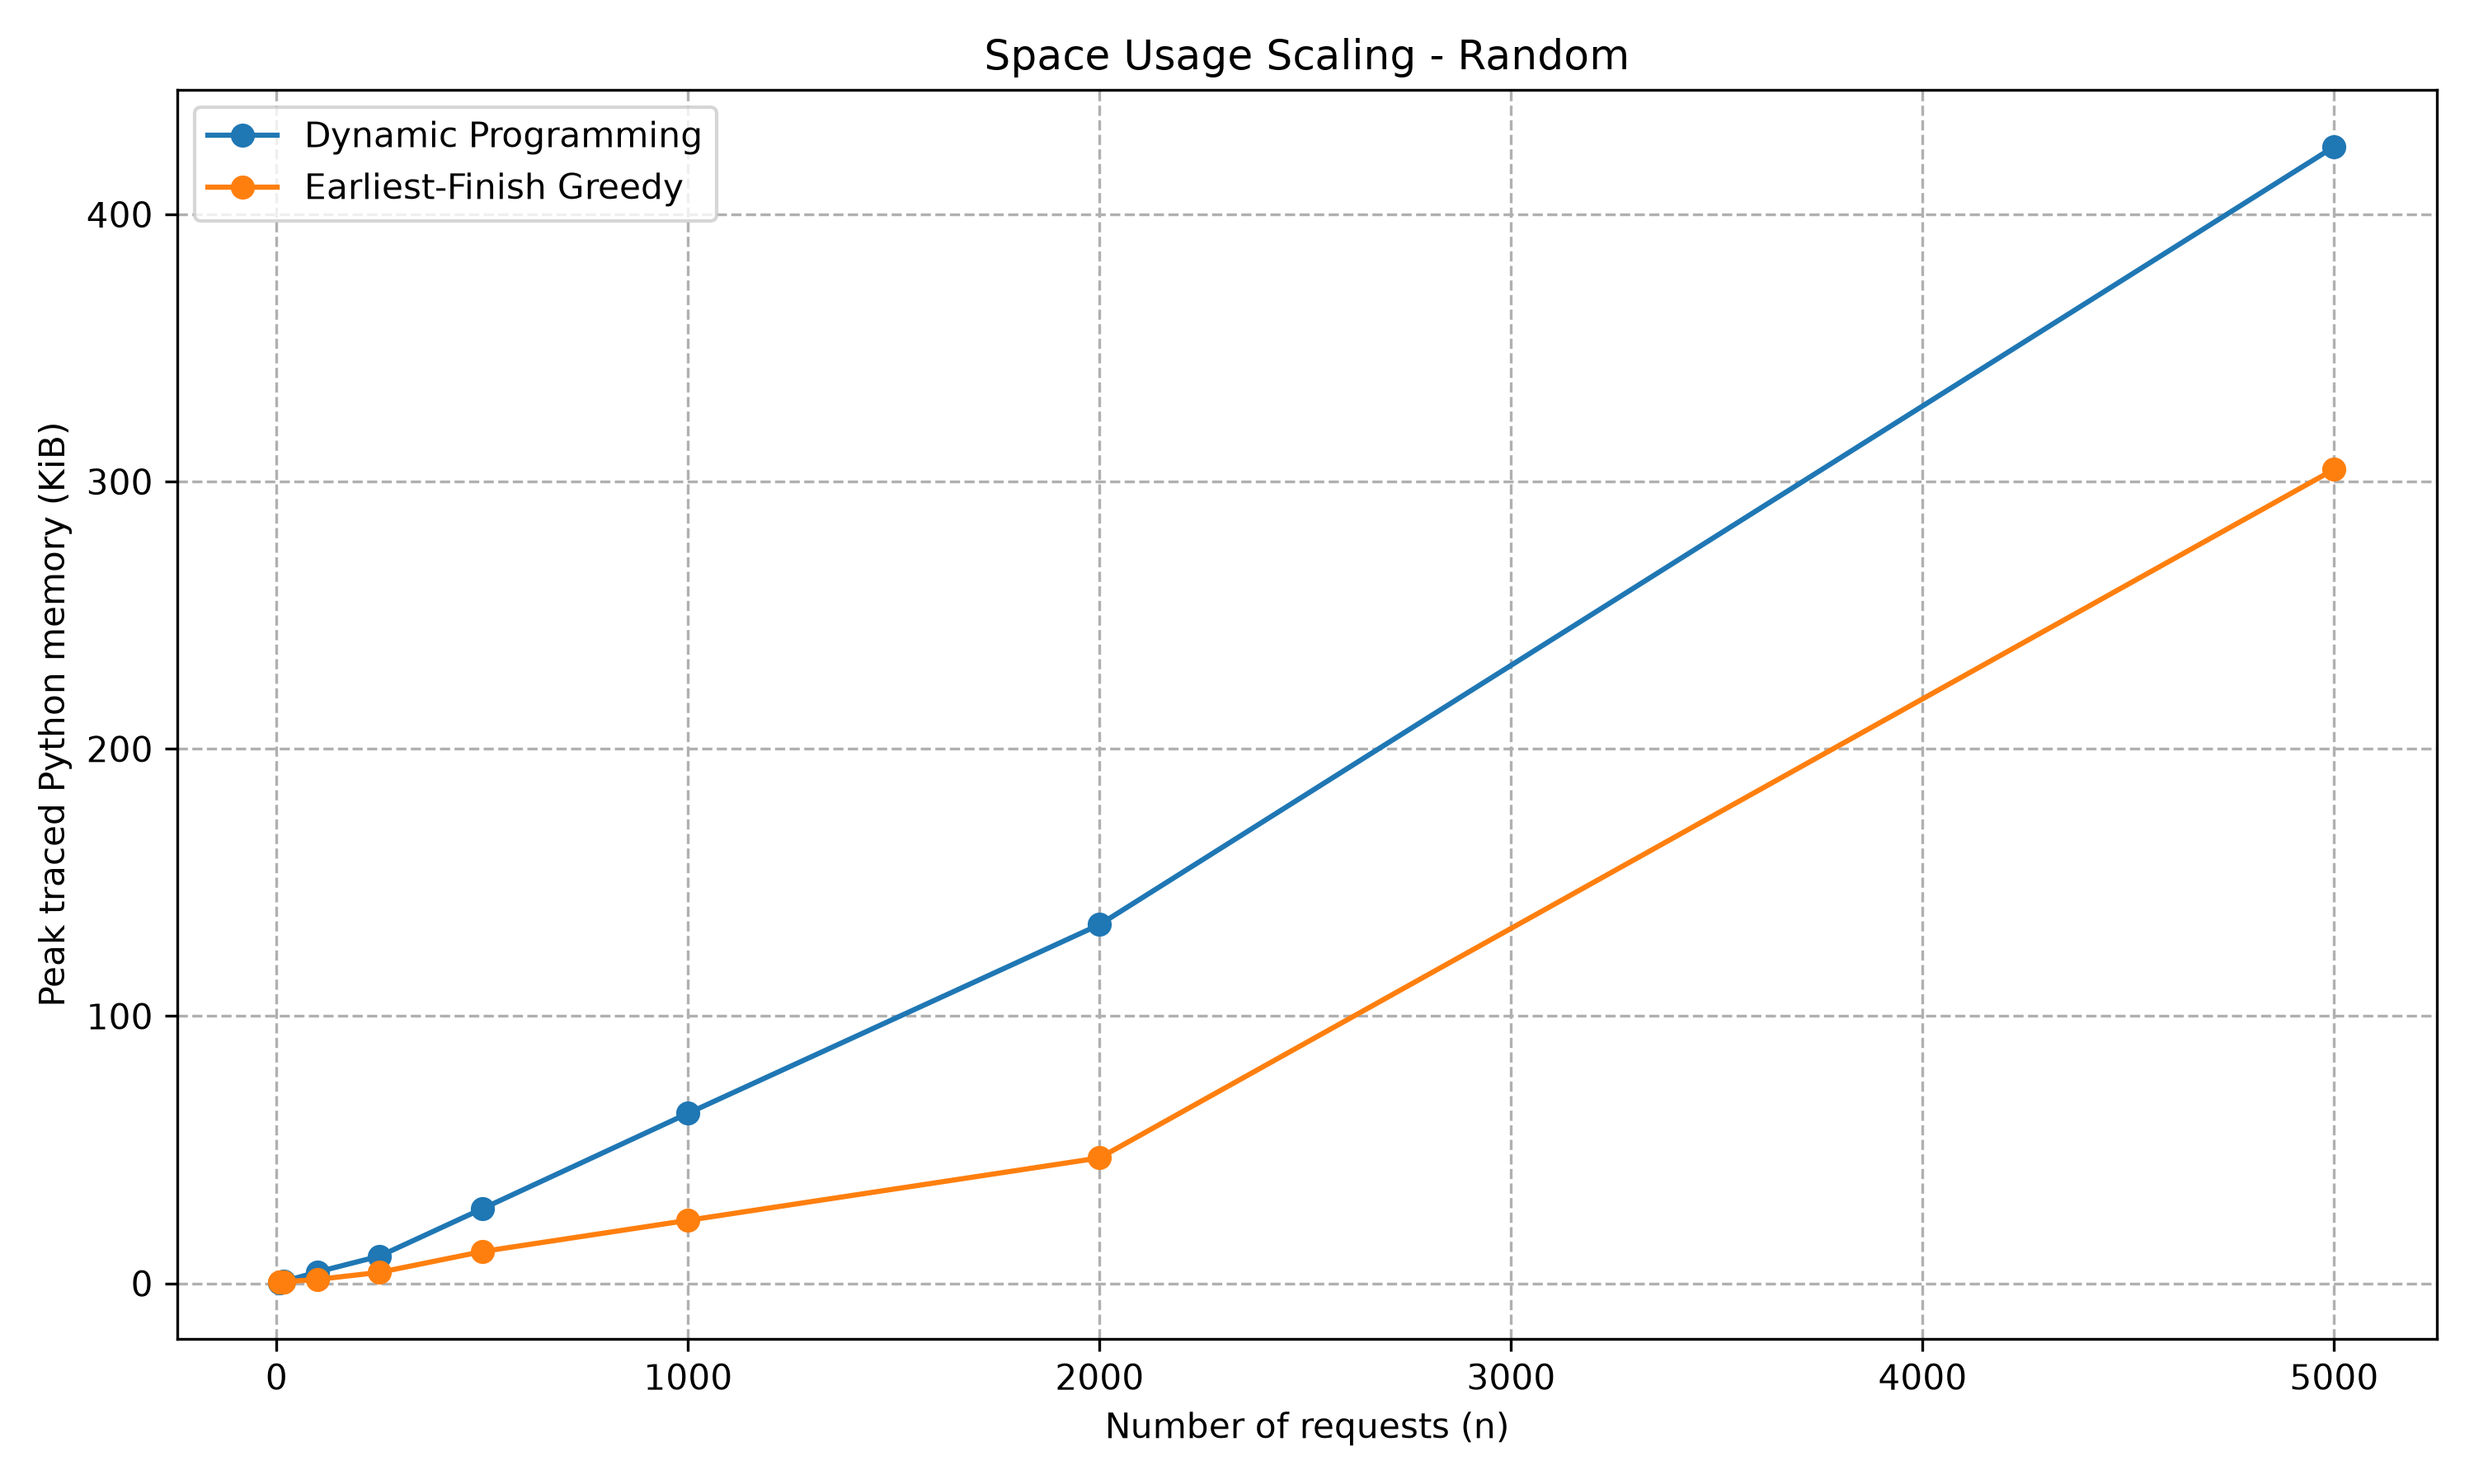 Space Usage Scaling - Random
Dynamic Programming
Earliest-Finish Greedy
Peak traced Python memory (KiB)
400
300
200
100
0
0 1000 2000 3000 4000 5000
Number of requests (n)